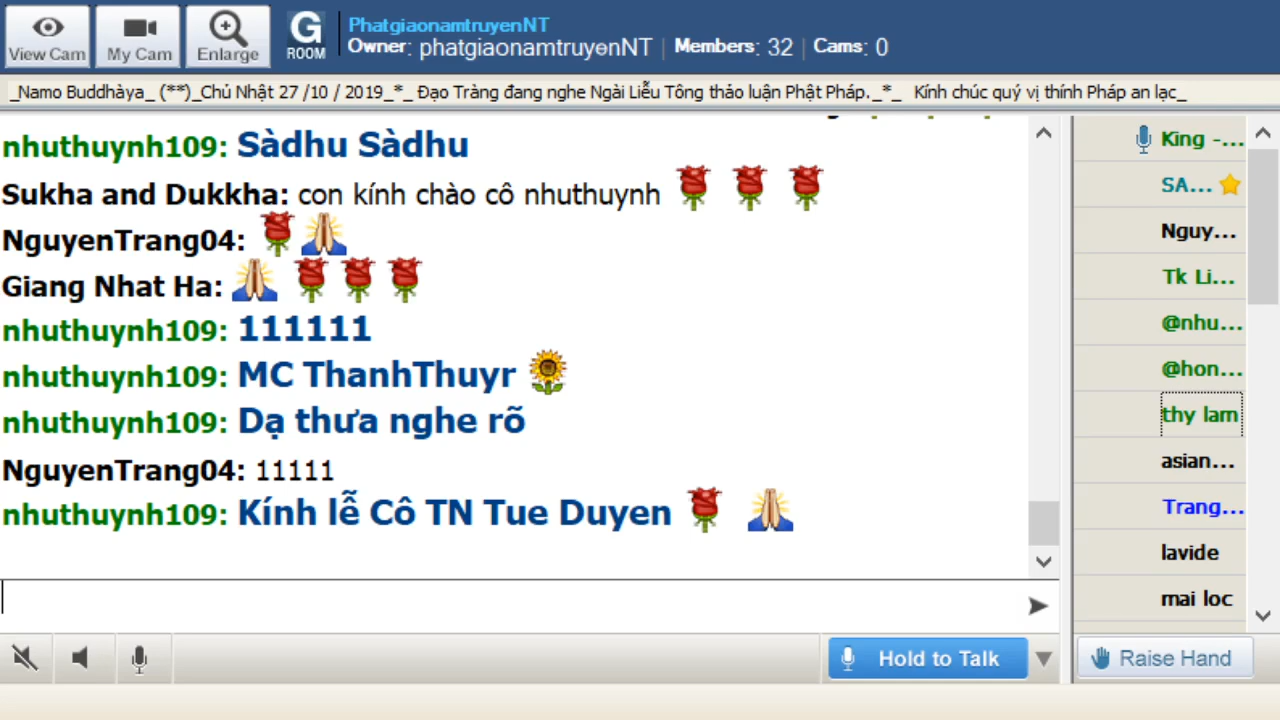 PhatgiaonamtruyenNT
View Cam
My Cam
Enlarge
G ROOM
Owner: phatgiaonamtruyenNT | Members: 32 | Cams: 0
_Namo Buddhàya_ (**)_Chủ Nhật 27 /10 / 2019_*_ Đạo Tràng đang nghe Ngài Liễu Tông thảo luận Phật Pháp._*_ Kính chúc quý vị thính Pháp an lạc_
nhuthuynh109: Sàdhu Sàdhu
Sukha and Dukkha: con kính chào cô nhuthuynh
NguyenTrang04:
Giang Nhat Ha:
nhuthuynh109: 111111
nhuthuynh109: MC ThanhThuyr
nhuthuynh109: Dạ thưa nghe rõ
NguyenTrang04: 11111
nhuthuynh109: Kính lễ Cô TN Tue Duyen
King -...
SA...
Nguy...
Tk Li...
@nhu...
@hon...
thy lam
asian...
Trang...
lavide
mai loc
Hold to Talk
Raise Hand